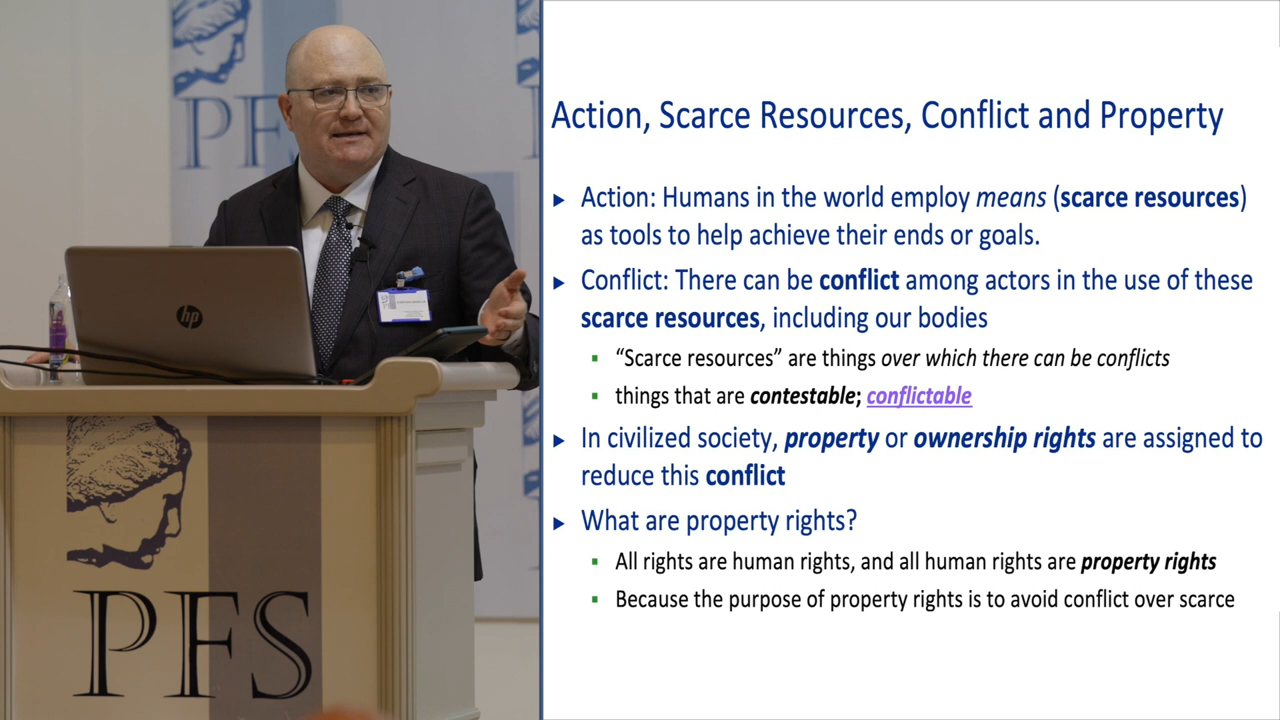 PFS
hp
PFS
PFS
Action, Scarce Resources, Conflict and Property
Action: Humans in the world employ means (scarce resources)
as tools to help achieve their ends or goals.
Conflict: There can be conflict among actors in the use of these
scarce resources, including our bodies
“Scarce resources” are things over which there can be conflicts
things that are contestable; conflictable
In civilized society, property or ownership rights are assigned to
reduce this conflict
What are property rights?
All rights are human rights, and all human rights are property rights
Because the purpose of property rights is to avoid conflict over scarce